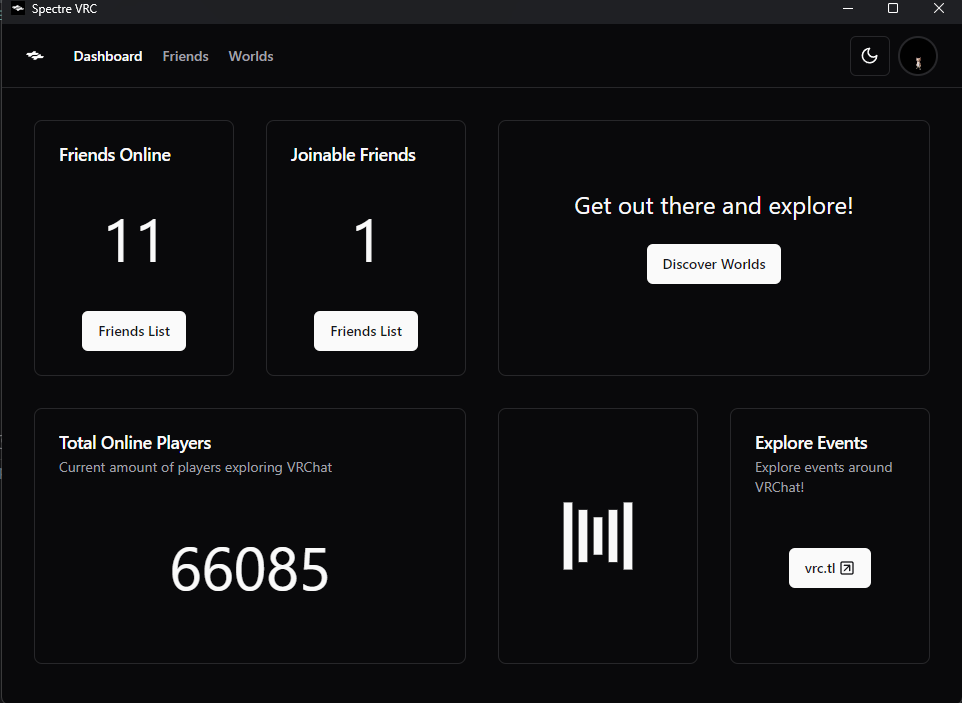 Spectre VRC
Dashboard Friends Worlds
Friends Online
11
Friends List
Joinable Friends
1
Friends List
Get out there and explore!
Discover Worlds
Total Online Players
Current amount of players exploring VRChat
66085
Explore Events
Explore events around
VRChat!
vrc.tl